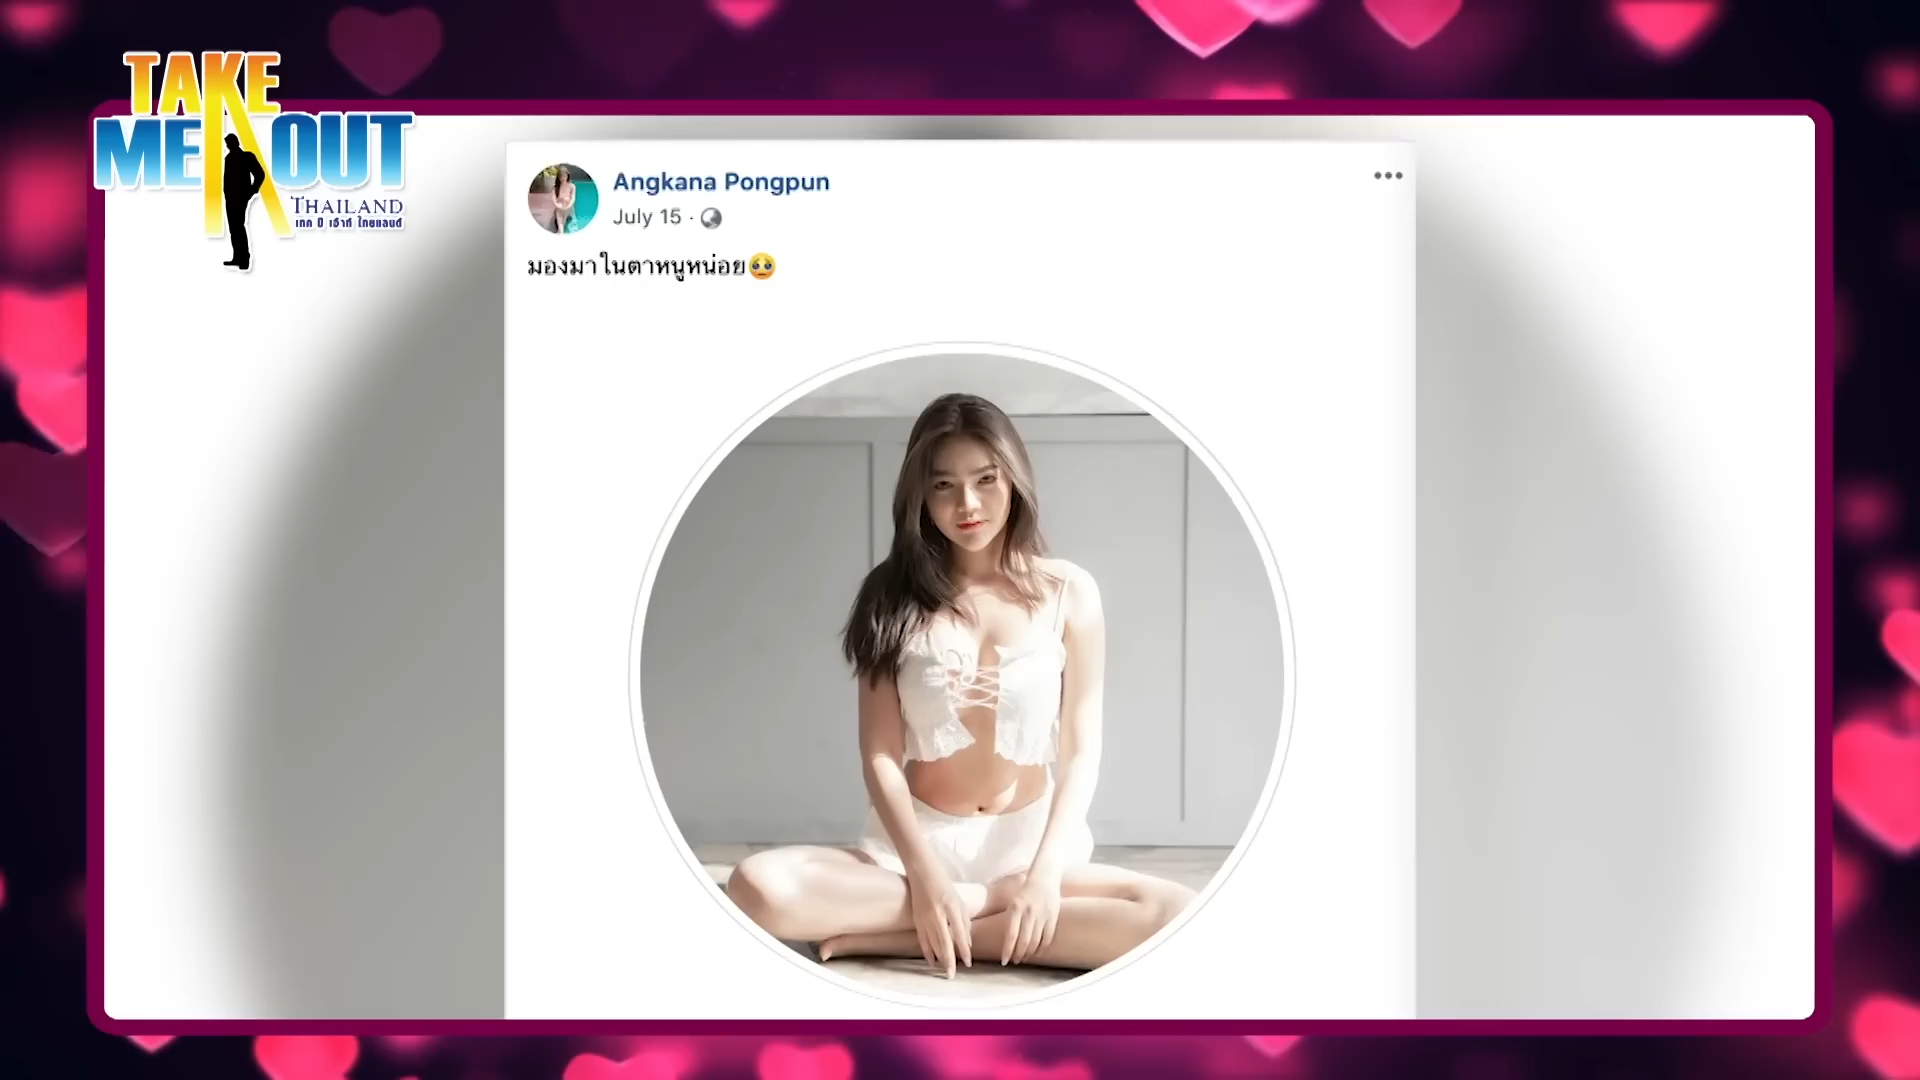 TAKE
ME OUT
THAILAND
เทค มี เอ้าท์ ไทยแลนด์
Angkana Pongpun
July 15 ·
มองมาในตาหนูหน่อย🥺